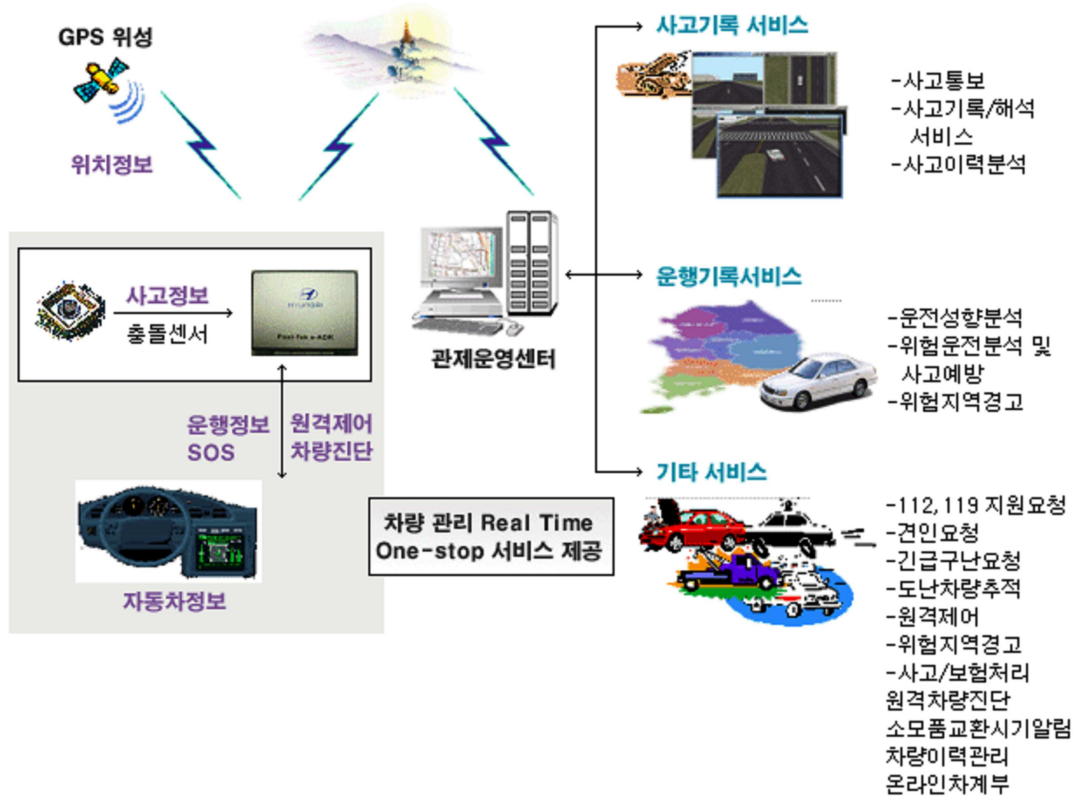 GPS 위성
위치정보
사고정보
충돌센서
HYUNDAI
운행정보
SOS
원격제어
차량진단
자동차정보
관제운영센터
차량 관리 Real Time
One-stop 서비스 제공
사고기록 서비스
-사고통보
-사고기록/해석
서비스
-사고이력분석
운행기록서비스
-운전성향분석
-위험운전분석 및
사고예방
-위험지역경고
기타 서비스
-112, 119 지원요청
-견인요청
-긴급구난요청
-도난차량추적
-원격제어
-위험지역경고
-사고/보험처리
원격차량진단
소모품교환시기알림
차량이력관리
온라인차계부